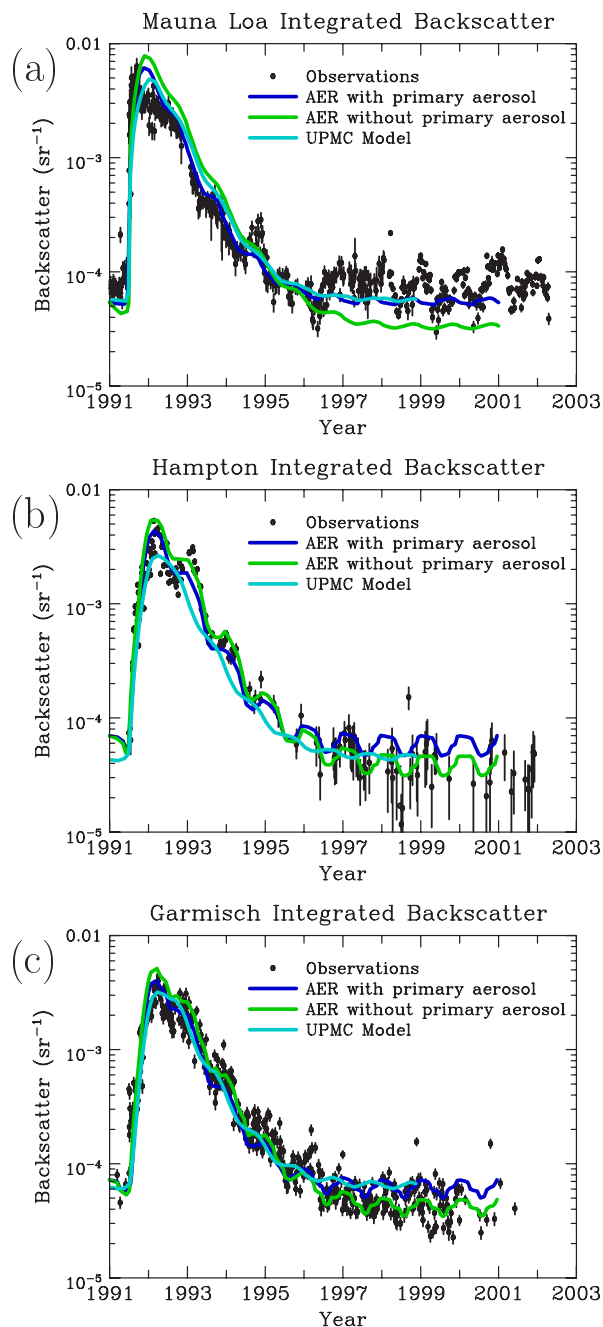 Mauna Loa Integrated Backscatter
(a)
0.01
10⁻³
10⁻⁴
10⁻⁵
Backscatter (sr⁻¹)
Observations
AER with primary aerosol
AER without primary aerosol
UPMC Model
1991 1993 1995 1997 1999 2001 2003
Year
Hampton Integrated Backscatter
(b)
0.01
10⁻³
10⁻⁴
10⁻⁵
Backscatter (sr⁻¹)
Observations
AER with primary aerosol
AER without primary aerosol
UPMC Model
1991 1993 1995 1997 1999 2001 2003
Year
Garmisch Integrated Backscatter
(c)
0.01
10⁻³
10⁻⁴
10⁻⁵
Backscatter (sr⁻¹)
Observations
AER with primary aerosol
AER without primary aerosol
UPMC Model
1991 1993 1995 1997 1999 2001 2003
Year